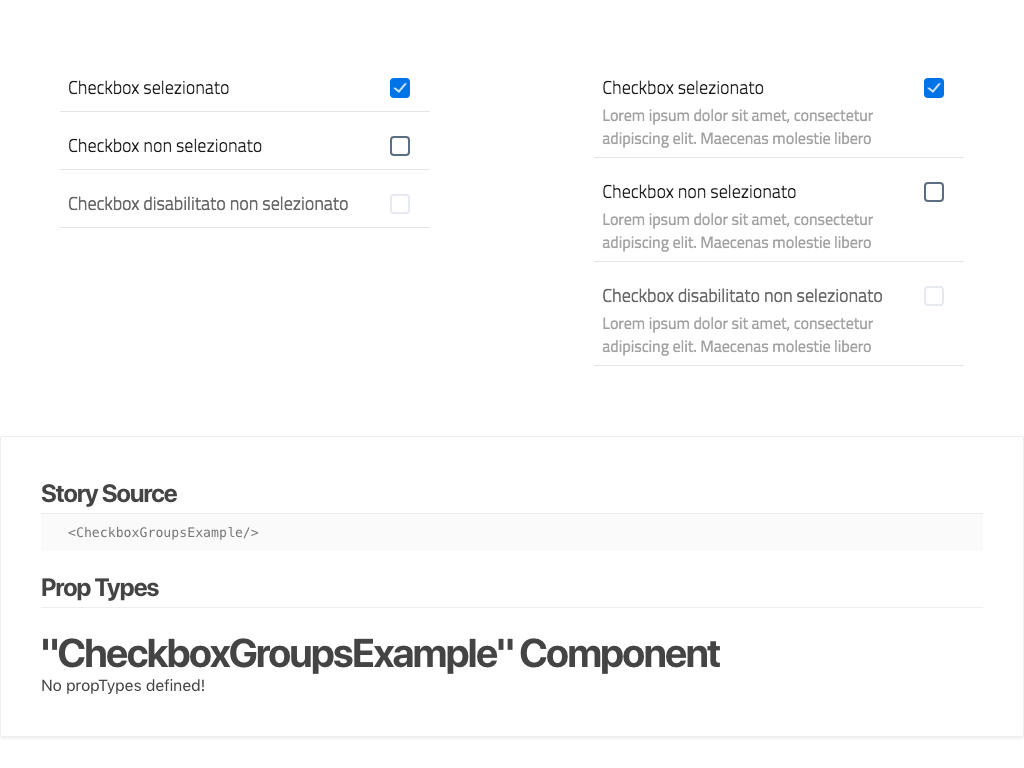 Checkbox selezionato
Checkbox non selezionato
Checkbox disabilitato non selezionato
Checkbox selezionato
Lorem ipsum dolor sit amet, consectetur
adipiscing elit. Maecenas molestie libero
Checkbox non selezionato
Lorem ipsum dolor sit amet, consectetur
adipiscing elit. Maecenas molestie libero
Checkbox disabilitato non selezionato
Lorem ipsum dolor sit amet, consectetur
adipiscing elit. Maecenas molestie libero
Story Source
<CheckboxGroupsExample/>
Prop Types
"CheckboxGroupsExample" Component
No propTypes defined!